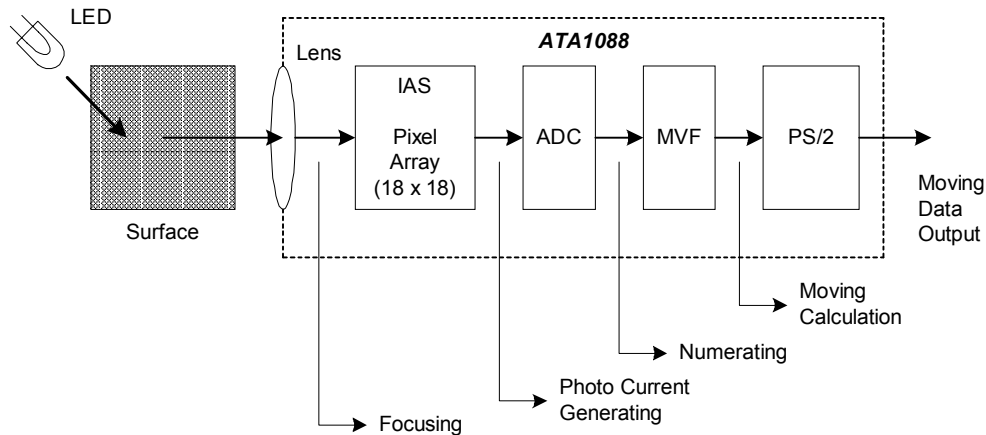 LED
ATA1088
Lens
IAS
Pixel
Array
(18 x 18)
ADC
MVF
PS/2
Surface
Moving
Data
Output
Moving
Calculation
Numerating
Photo Current
Generating
Focusing